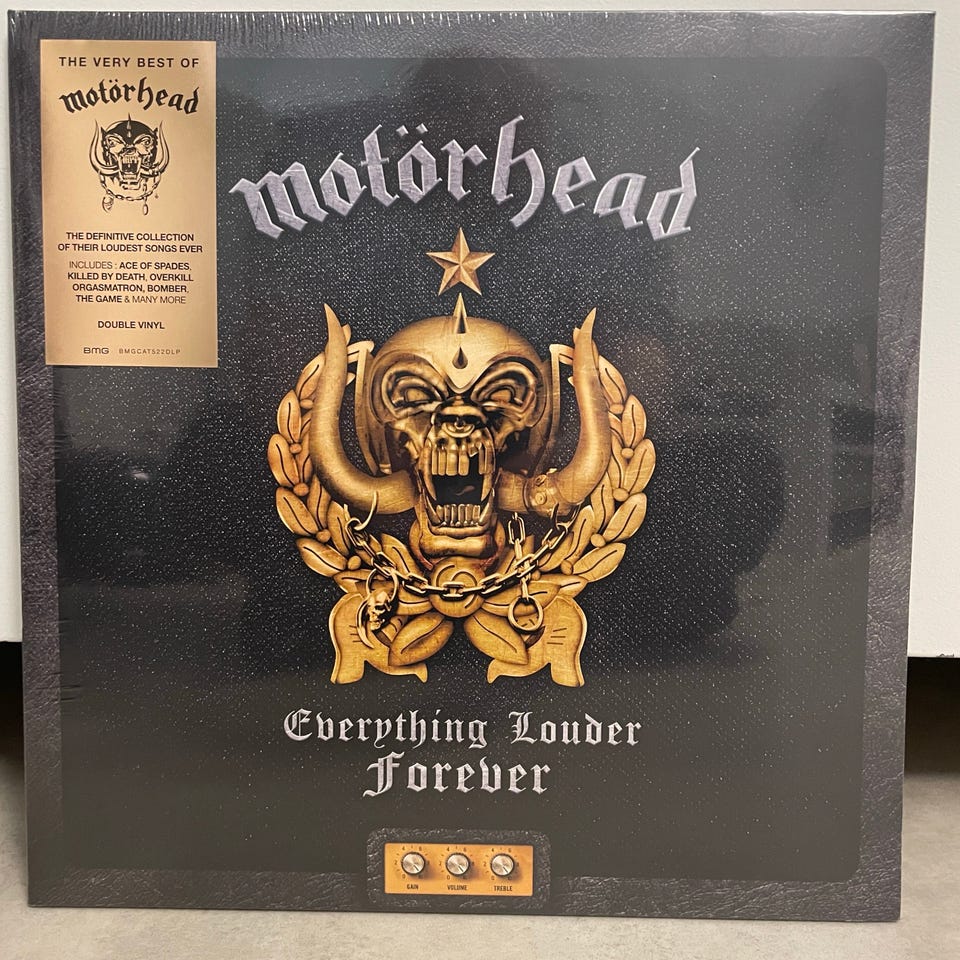 THE VERY BEST OF
motörhead
THE DEFINITIVE COLLECTION
OF THEIR LOUDEST SONGS EVER
INCLUDES : ACE OF SPADES,
KILLED BY DEATH, OVERKILL
ORGASMATRON, BOMBER,
THE GAME & MANY MORE
DOUBLE VINYL
BMG BMGCAT522DLP
motörhead
Everything Louder
Forever
GAIN VOLUME TREBLE